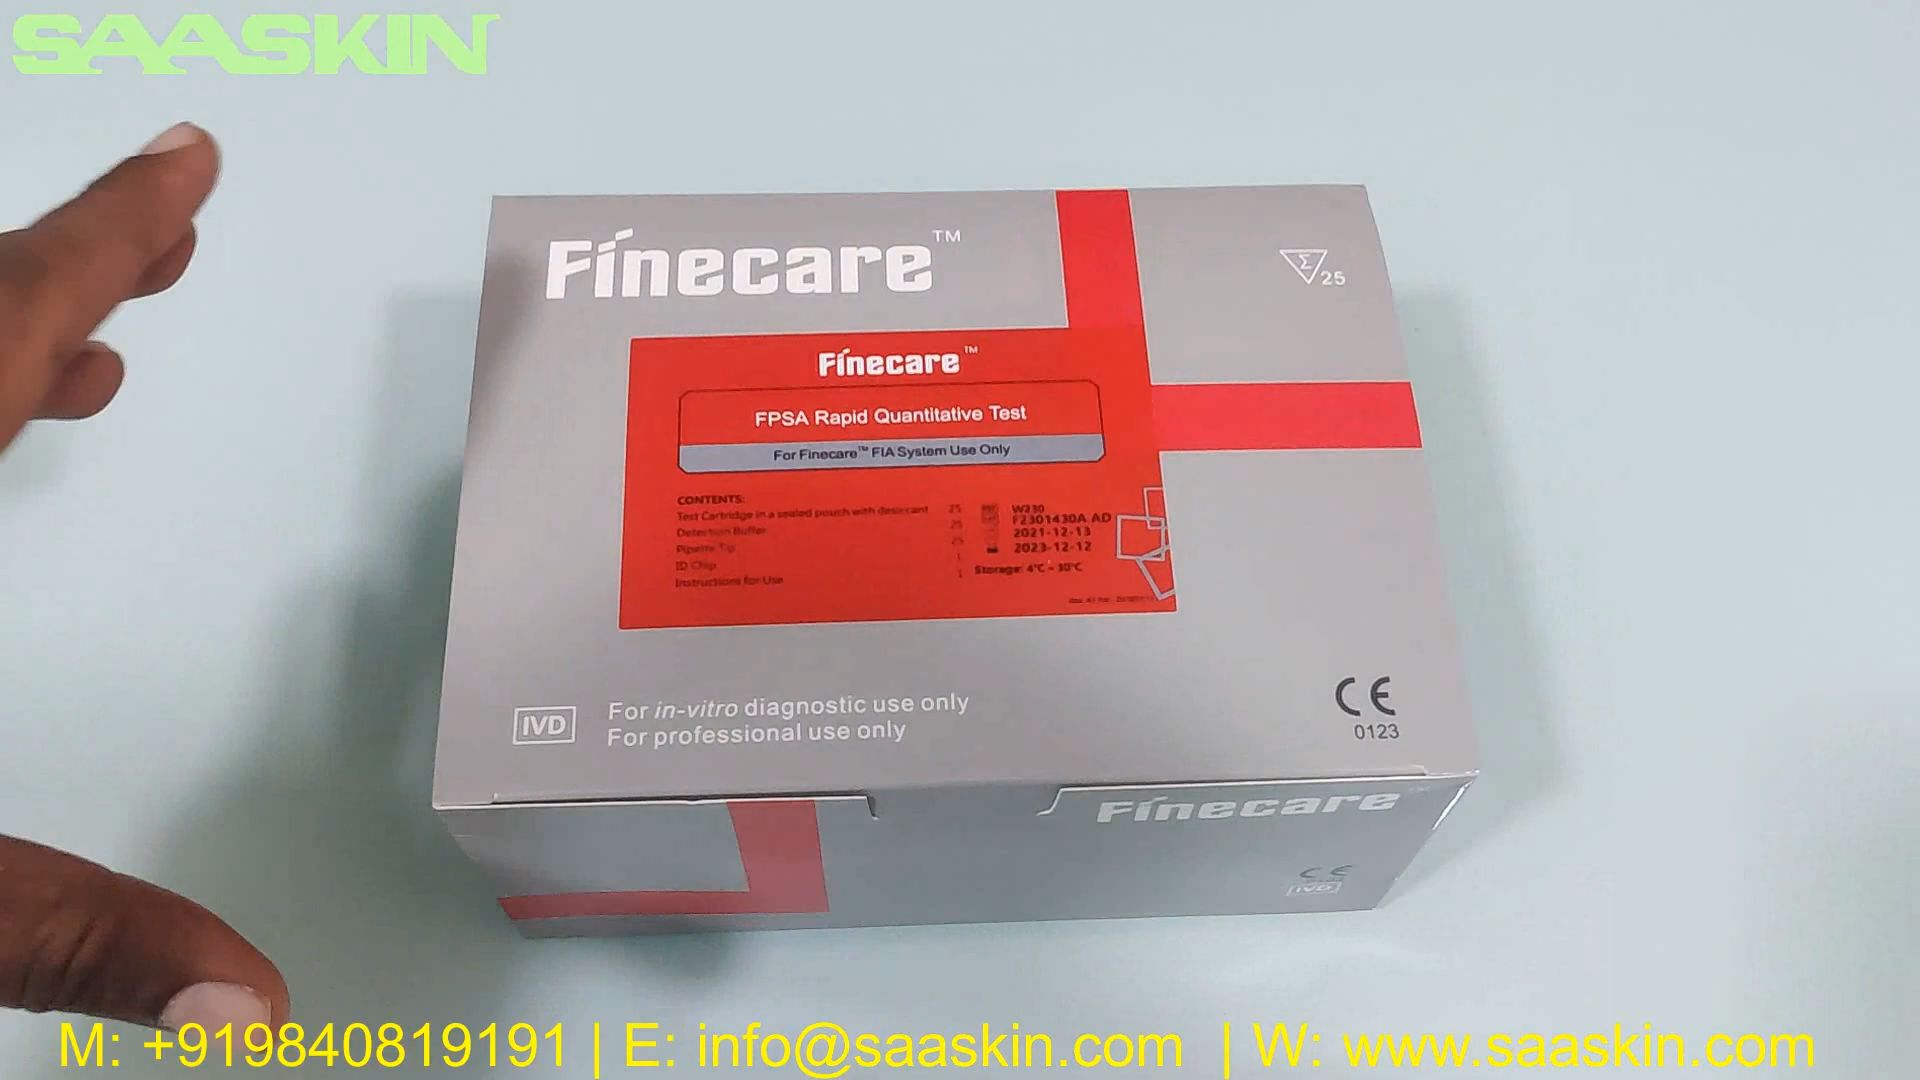 SAASKIN
Finecare™
Σ 25
Finecare™
FPSA Rapid Quantitative Test
For Finecare™ FIA System Use Only
CONTENTS:
Test Cartridge in a sealed pouch with desiccant 25
Detection Buffer 25
Pipette Tip 25
ID Chip 1
Instructions for Use 1
W230
F2301430A AD
2021-12-13
2023-12-12
Storage: 4°C ~ 30°C
IVD
For in-vitro diagnostic use only
For professional use only
CE
0123
Finecare
CE
IVD
M: +919840819191 | E: info@saaskin.com | W: www.saaskin.com